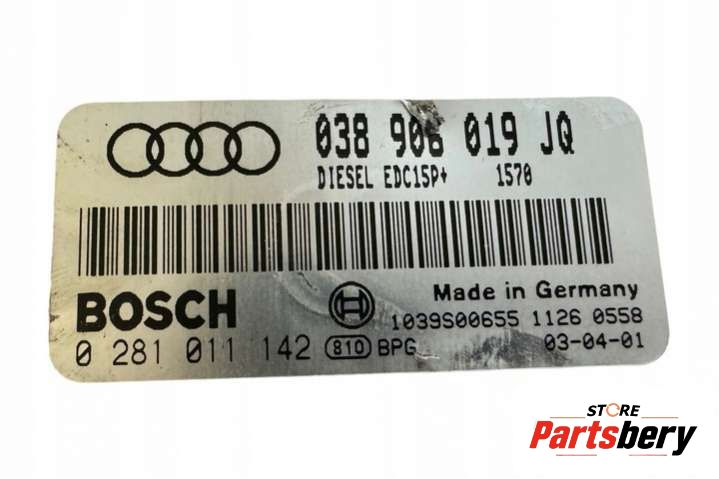 038 906 019 JQ
DIESEL EDC15P+ 1570
BOSCH
Made in Germany
1039S00655 1126 0558
0 281 011 142 810 BPG 03-04-01
STORE
Partsbery